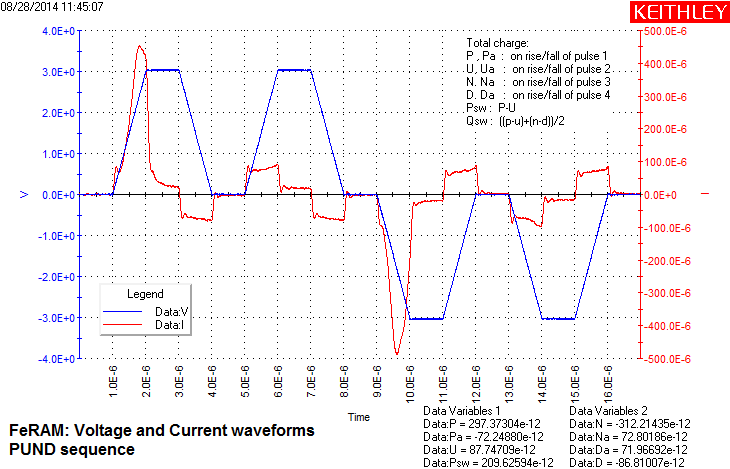 08/28/2014 11:45:07
KEITHLEY
4.0E+0
3.0E+0
2.0E+0
1.0E+0
0.0E+0
-1.0E+0
-2.0E+0
-3.0E+0
-4.0E+0
V
500.0E-6
400.0E-6
300.0E-6
200.0E-6
100.0E-6
0.0E+0
-100.0E-6
-200.0E-6
-300.0E-6
-400.0E-6
-500.0E-6
I
Total charge:
P , Pa : on rise/fall of pulse 1
U, Ua : on rise/fall of pulse 2
N. Na : on rise/fall of pulse 3
D. Da : on rise/fall of pulse 4
Psw : P-U
Qsw : ((p-u)+(n-d))/2
Legend
Data:V
Data:I
1.0E-6
2.0E-6
3.0E-6
4.0E-6
5.0E-6
6.0E-6
7.0E-6
8.0E-6
9.0E-6
10.0E-6
11.0E-6
12.0E-6
13.0E-6
14.0E-6
15.0E-6
16.0E-6
Time
FeRAM: Voltage and Current waveforms
PUND sequence
Data Variables 1
Data:P = 297.37304e-12
Data:Pa = -72.24880e-12
Data:U = 87.74709e-12
Data:Psw = 209.62594e-12
Data Variables 2
Data:N = -312.21435e-12
Data:Na = 72.80186e-12
Data:Da = 71.96692e-12
Data:D = -86.81007e-12